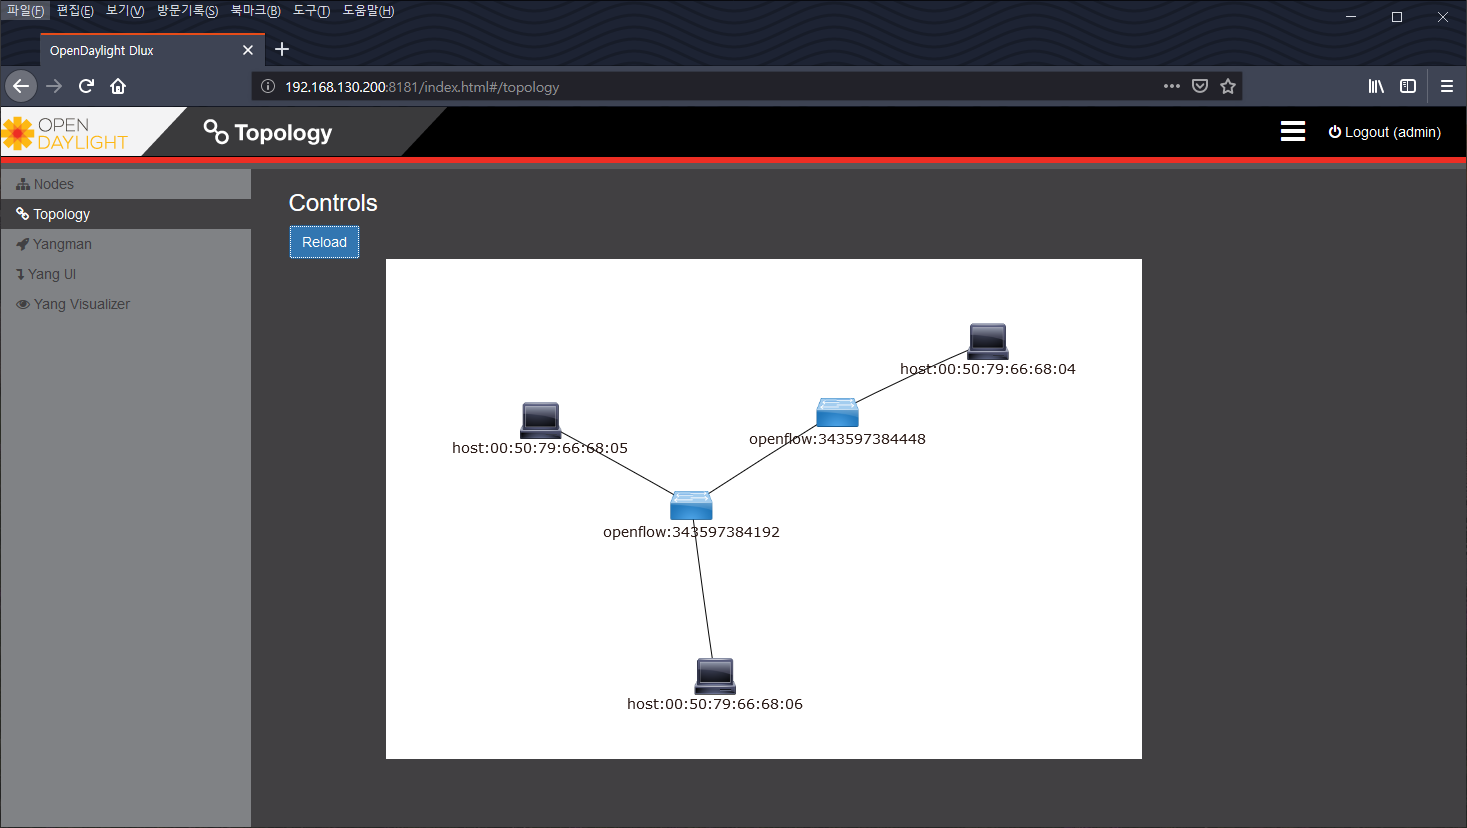 파일(F) 편집(E) 보기(V) 방문기록(S) 북마크(B) 도구(T) 도움말(H)
OpenDaylight Dlux
192.168.130.200:8181/index.html#/topology
OPEN
DAYLIGHT
Topology
Logout (admin)
Nodes
Topology
Yangman
Yang UI
Yang Visualizer
Controls
Reload
host:00:50:79:66:68:04
openflow:343597384448
host:00:50:79:66:68:05
openflow:343597384192
host:00:50:79:66:68:06